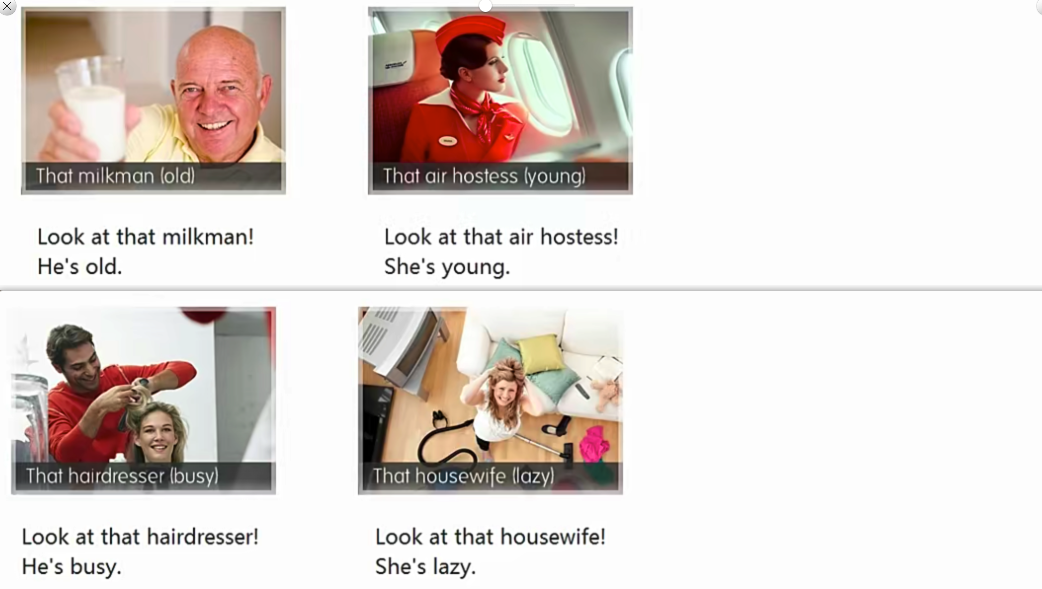 That milkman (old)
That air hostess (young)
Look at that milkman!
He's old.
Look at that air hostess!
She's young.
That hairdresser (busy)
That housewife (lazy)
Look at that hairdresser!
He's busy.
Look at that housewife!
She's lazy.